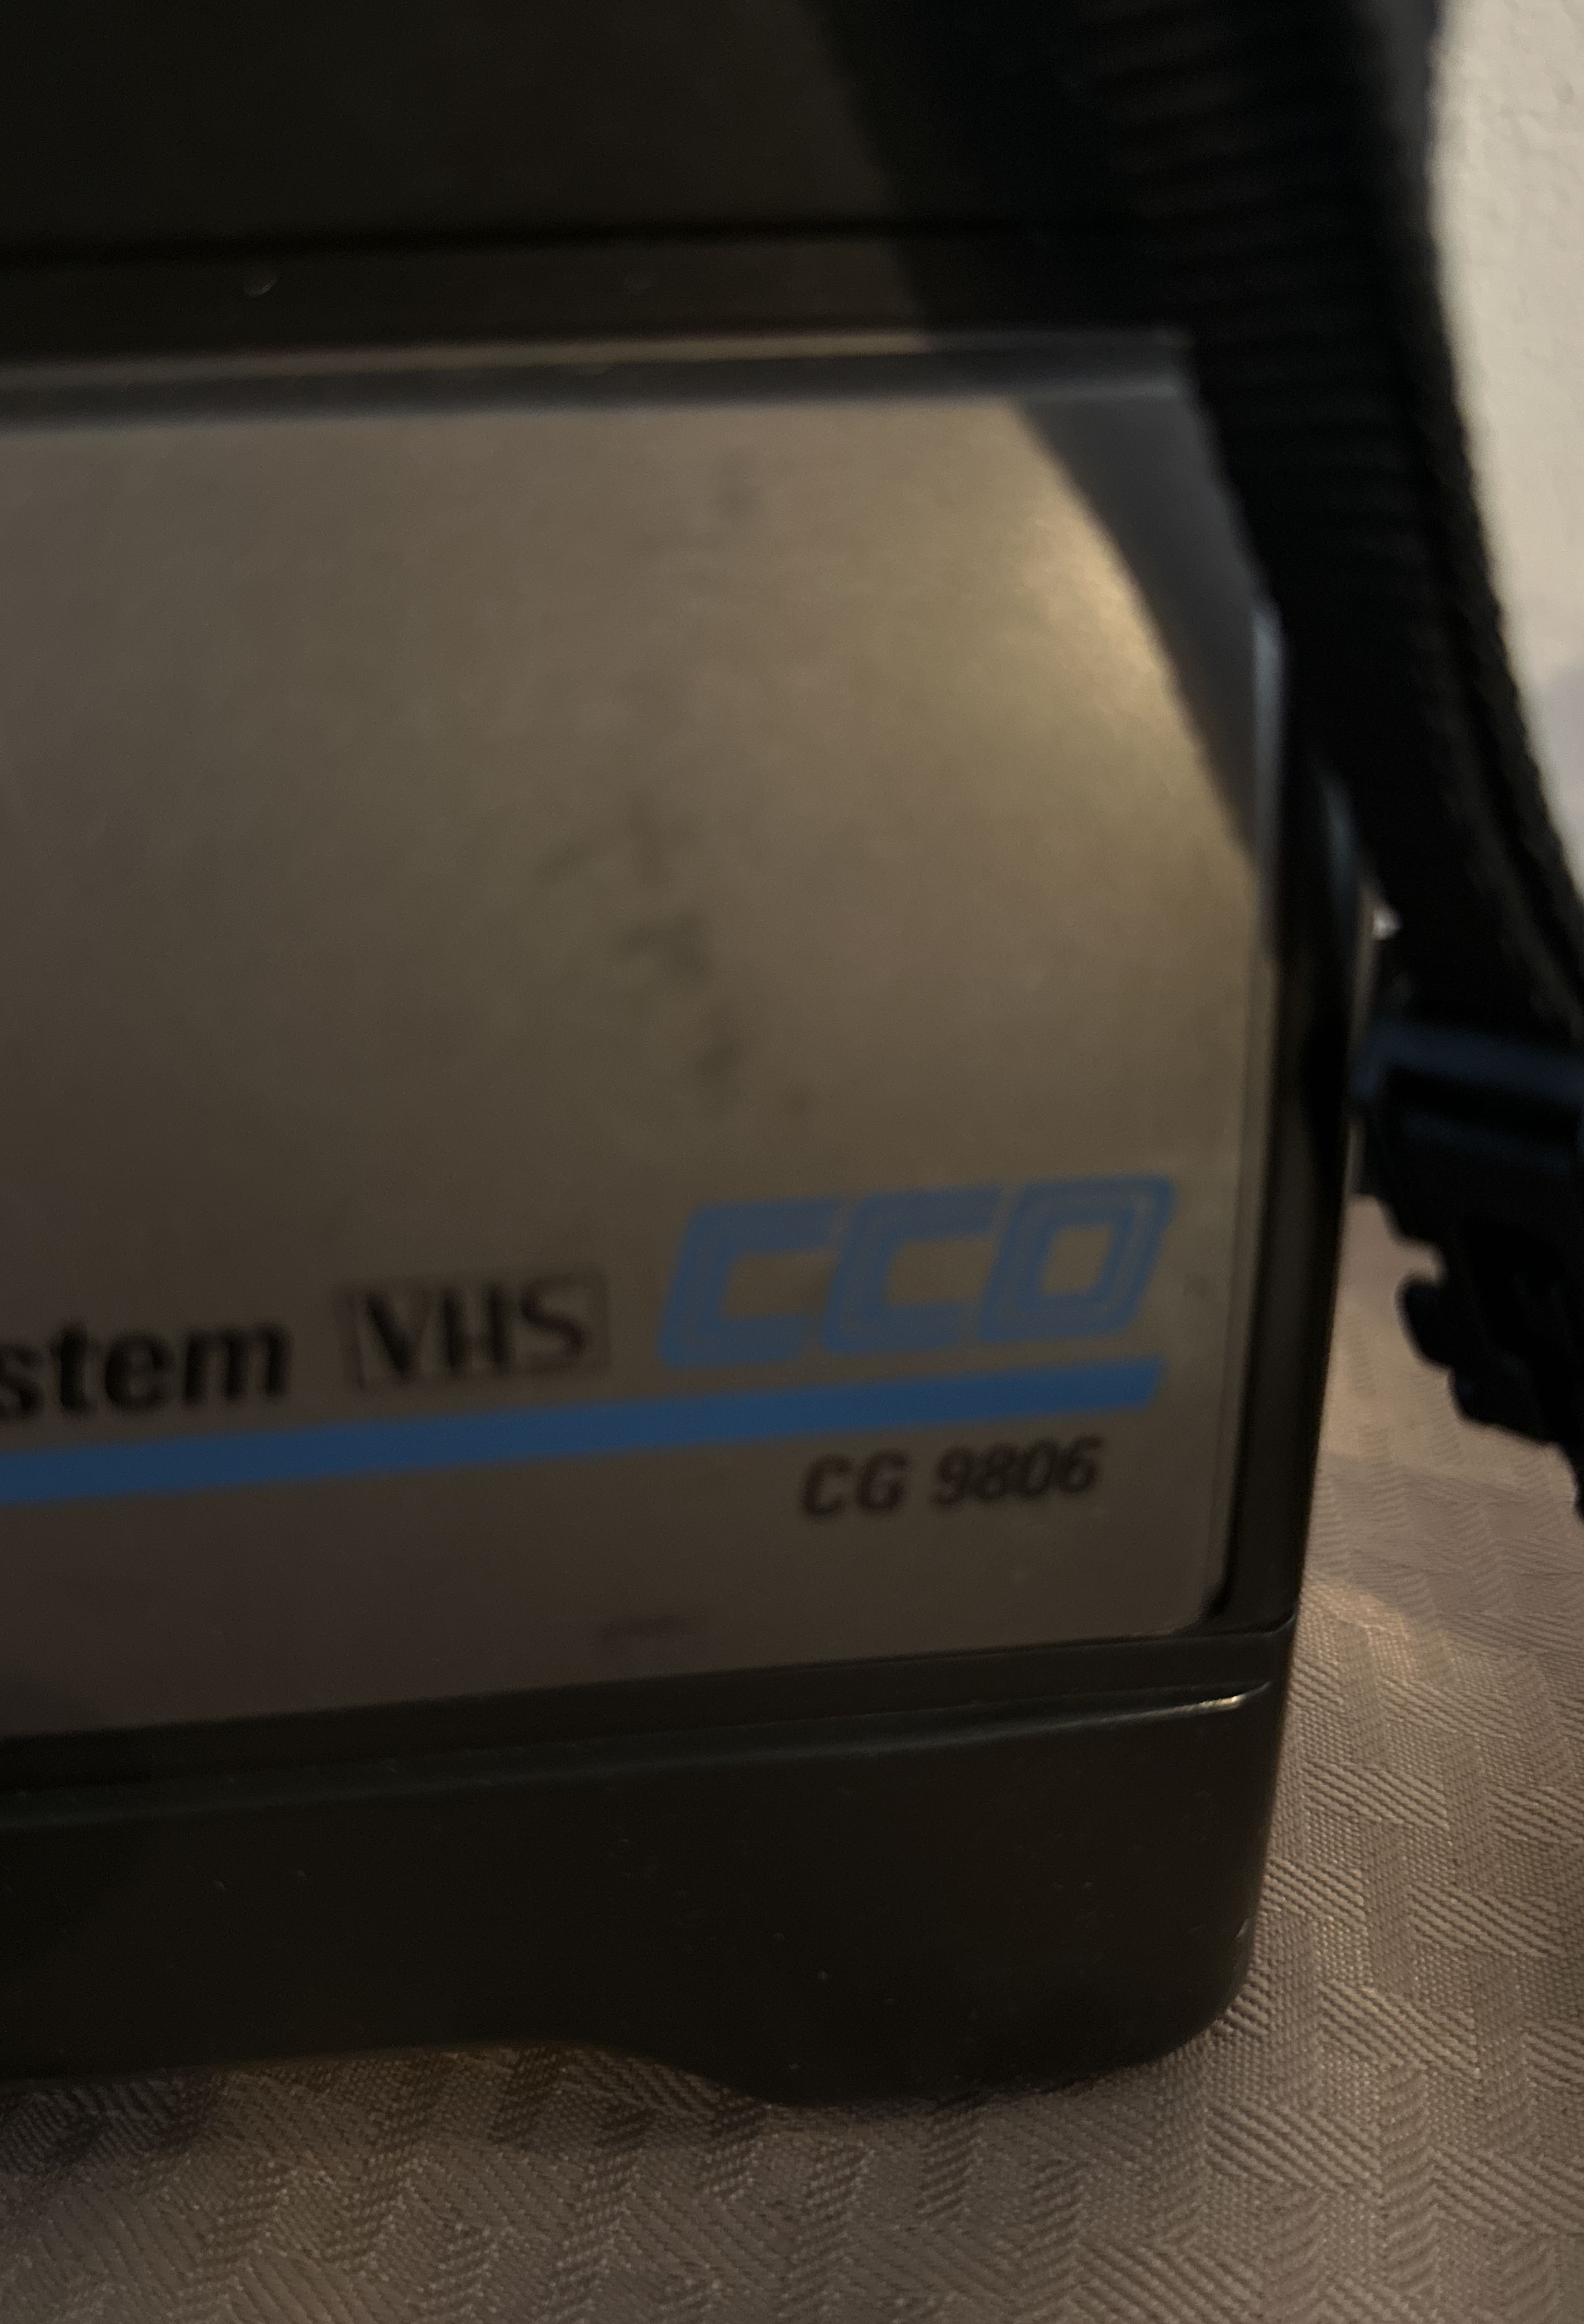 stem VHS CCD
CG 9806